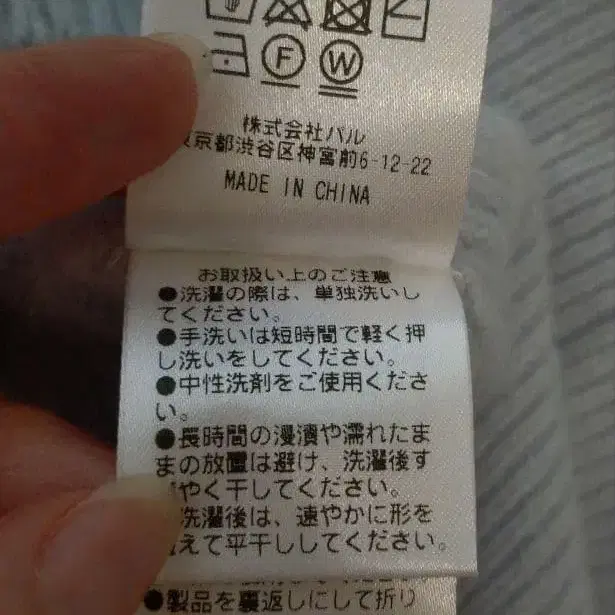 F W
株式会社パル
京都渋谷区神宮前6-12-22
MADE IN CHINA
お取扱い上のご注意
●洗濯の際は、単独洗いし
てください。
●手洗いは短時間で軽く押
し洗いをしてください。
●中性洗剤をご使用くださ
い。
●長時間の浸漬や濡れたま
まの放置は避け、洗濯後す
やく干してください。
洗濯後は、速やかに形を
えて平干ししてください。
●製品を裏返しにして折り